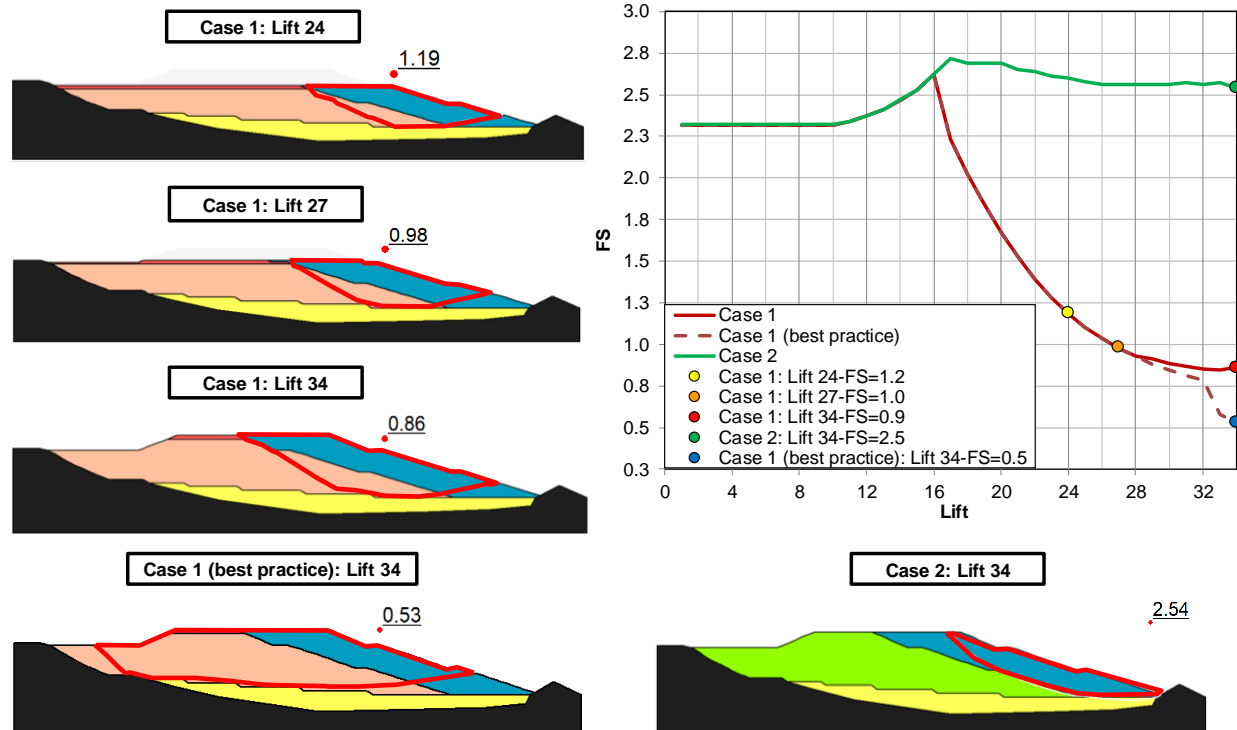 Case 1: Lift 24
1.19
Case 1: Lift 27
0.98
Case 1: Lift 34
0.86
Case 1 (best practice): Lift 34
0.53
3.0
2.8
2.5
2.3
2.0
1.8
1.5
1.3
1.0
0.8
0.5
0.3
FS
Case 1
Case 1 (best practice)
Case 2
Case 1: Lift 24-FS=1.2
Case 1: Lift 27-FS=1.0
Case 1: Lift 34-FS=0.9
Case 2: Lift 34-FS=2.5
Case 1 (best practice): Lift 34-FS=0.5
0 4 8 12 16 20 24 28 32
Lift
Case 2: Lift 34
2.54